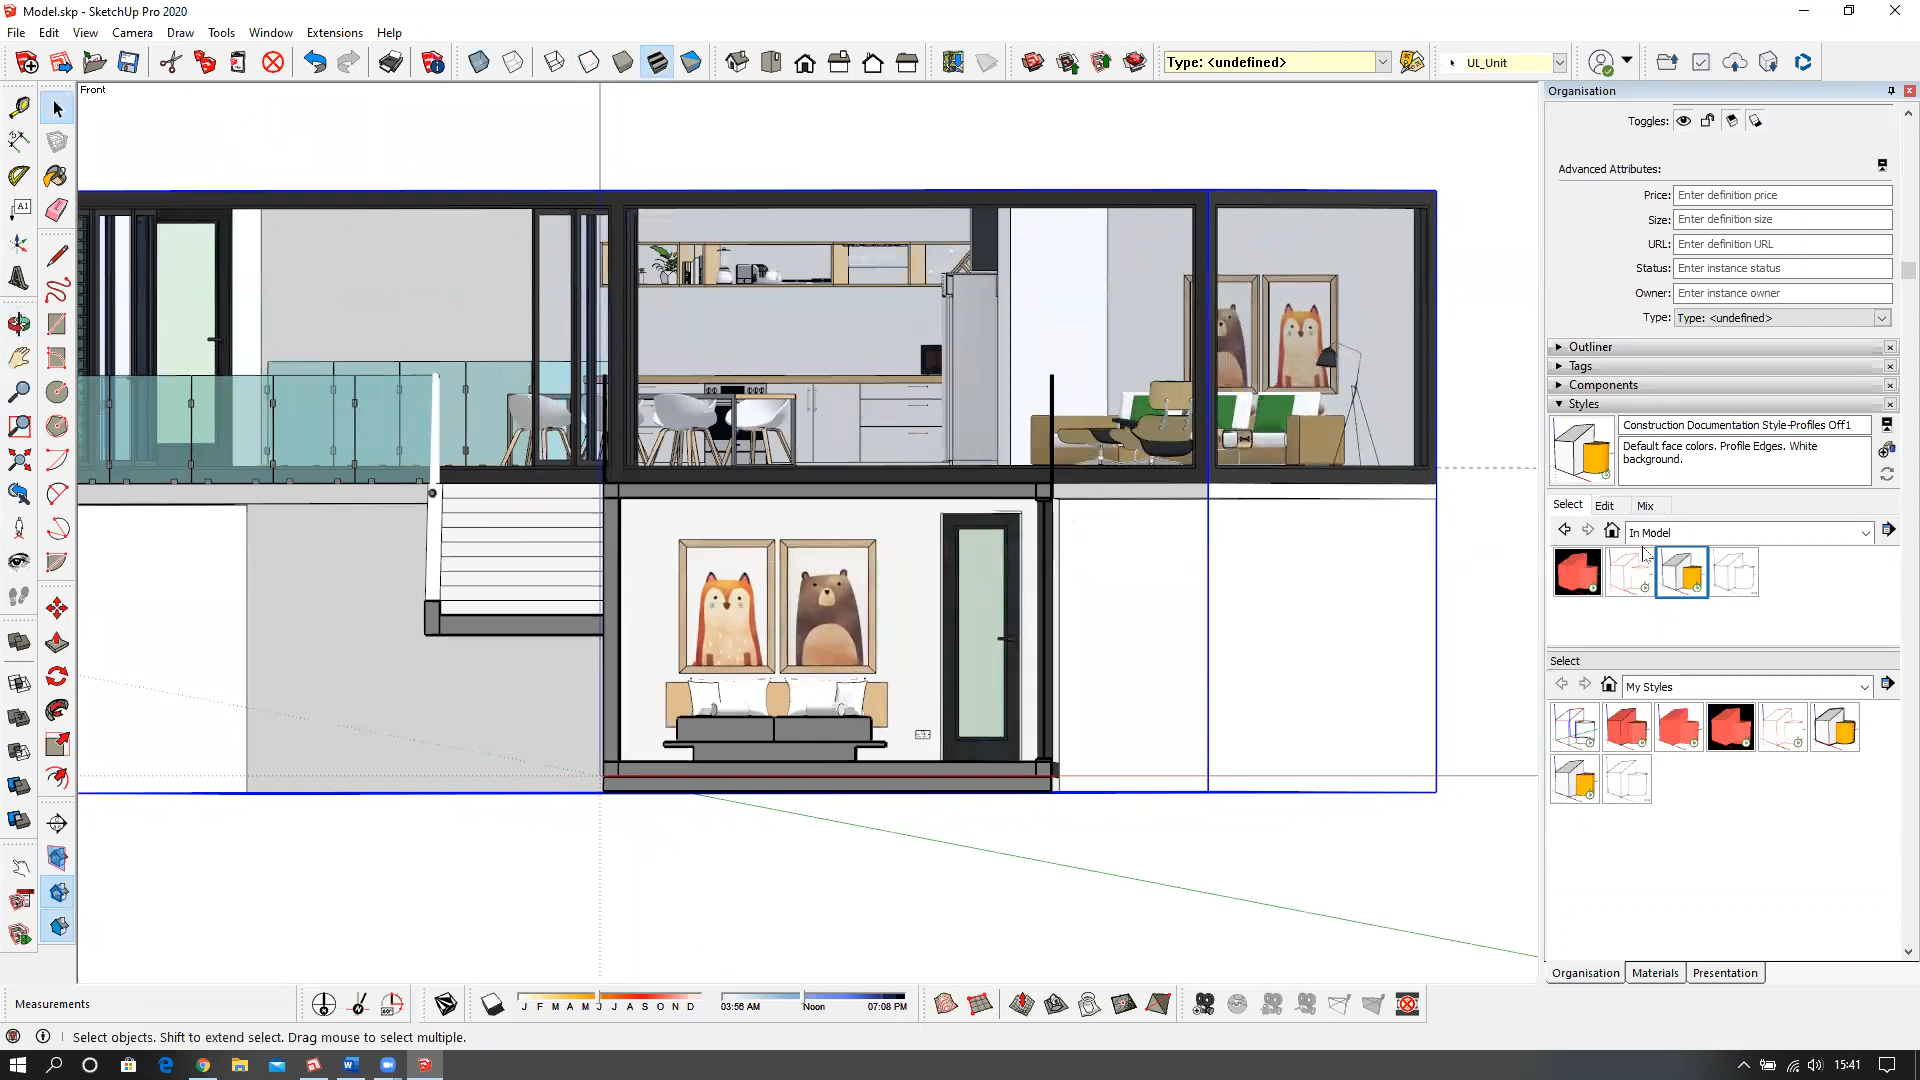 Model.skp - SketchUp Pro 2020
File Edit View Camera Draw Tools Window Extensions Help
Type: <undefined>
UL_Unit
Front
A1
Organisation
Toggles:
Advanced Attributes:
Price: Enter definition price
Size: Enter definition size
URL: Enter definition URL
Status: Enter instance status
Owner: Enter instance owner
Type: Type: <undefined>
Outliner
Tags
Components
Styles
Construction Documentation Style-Profiles Off1
Default face colors. Profile Edges. White
background.
Select Edit Mix
In Model
Select
My Styles
Organisation Materials Presentation
Measurements
J F M A M J J A S O N D
03:56 AM Noon 07:08 PM
Select objects. Shift to extend select. Drag mouse to select multiple.
15:41